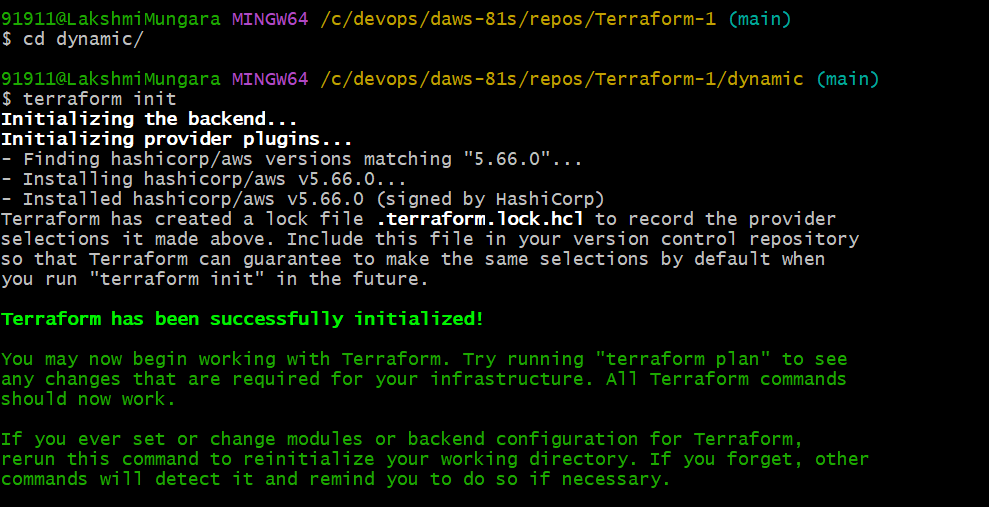 91911@LakshmiMungara MINGW64 /c/devops/daws-81s/repos/Terraform-1 (main)
$ cd dynamic/
91911@LakshmiMungara MINGW64 /c/devops/daws-81s/repos/Terraform-1/dynamic (main)
$ terraform init
Initializing the backend...
Initializing provider plugins...
- Finding hashicorp/aws versions matching "5.66.0"...
- Installing hashicorp/aws v5.66.0...
- Installed hashicorp/aws v5.66.0 (signed by HashiCorp)
Terraform has created a lock file .terraform.lock.hcl to record the provider
selections it made above. Include this file in your version control repository
so that Terraform can guarantee to make the same selections by default when
you run "terraform init" in the future.
Terraform has been successfully initialized!
You may now begin working with Terraform. Try running "terraform plan" to see
any changes that are required for your infrastructure. All Terraform commands
should now work.
If you ever set or change modules or backend configuration for Terraform,
rerun this command to reinitialize your working directory. If you forget, other
commands will detect it and remind you to do so if necessary.